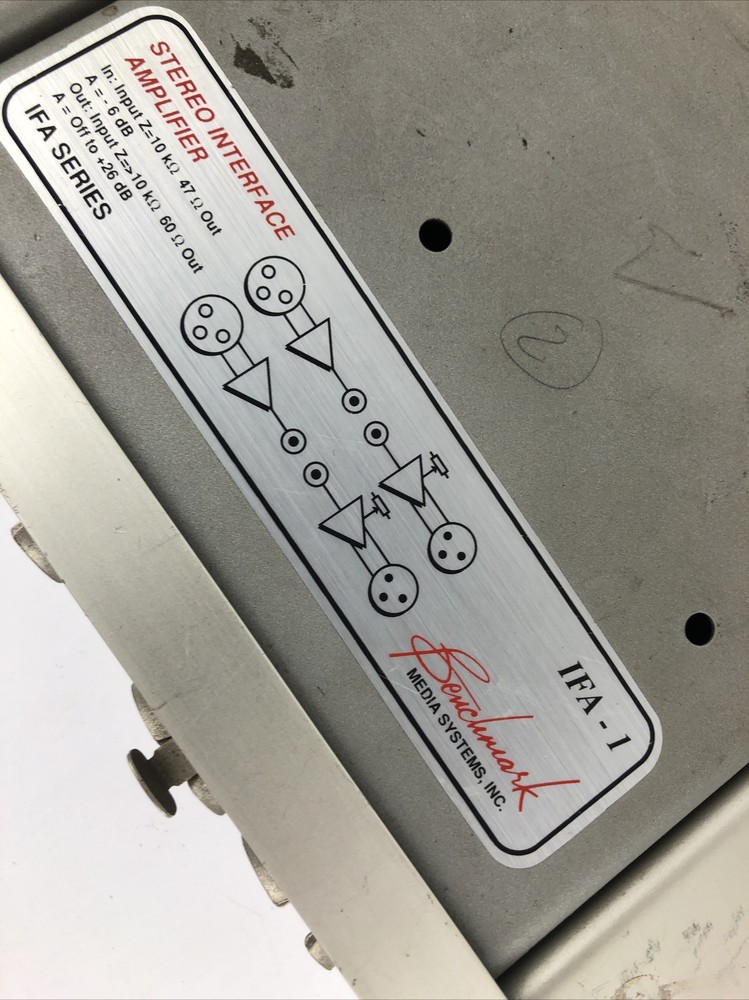 STEREO INTERFACE
AMPLIFIER
In: Input Z=10 kΩ 47 Ω Out
A = - 6 dB
Out: Input Z=>10 kΩ 60 Ω Out
A = Off to +26 dB
IFA SERIES
IFA - 1
Benchmark
MEDIA SYSTEMS, INC.
2